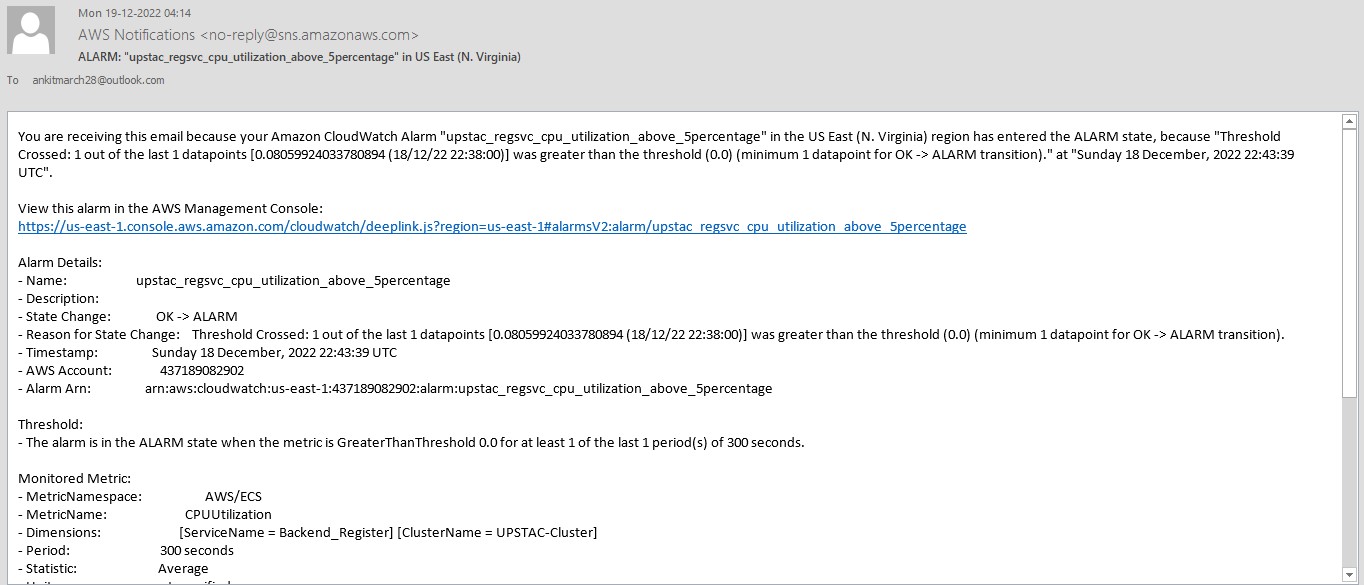 Mon 19-12-2022 04:14
AWS Notifications <no-reply@sns.amazonaws.com>
ALARM: "upstac_regsvc_cpu_utilization_above_5percentage" in US East (N. Virginia)
To ankitmarch28@outlook.com
You are receiving this email because your Amazon CloudWatch Alarm "upstac_regsvc_cpu_utilization_above_5percentage" in the US East (N. Virginia) region has entered the ALARM state, because "Threshold
Crossed: 1 out of the last 1 datapoints [0.08059924033780894 (18/12/22 22:38:00)] was greater than the threshold (0.0) (minimum 1 datapoint for OK -> ALARM transition)." at "Sunday 18 December, 2022 22:43:39
UTC".
View this alarm in the AWS Management Console:
https://us-east-1.console.aws.amazon.com/cloudwatch/deeplink.js?region=us-east-1#alarmsV2:alarm/upstac_regsvc_cpu_utilization_above_5percentage
Alarm Details:
- Name: upstac_regsvc_cpu_utilization_above_5percentage
- Description:
- State Change: OK -> ALARM
- Reason for State Change: Threshold Crossed: 1 out of the last 1 datapoints [0.08059924033780894 (18/12/22 22:38:00)] was greater than the threshold (0.0) (minimum 1 datapoint for OK -> ALARM transition).
- Timestamp: Sunday 18 December, 2022 22:43:39 UTC
- AWS Account: 437189082902
- Alarm Arn: arn:aws:cloudwatch:us-east-1:437189082902:alarm:upstac_regsvc_cpu_utilization_above_5percentage
Threshold:
- The alarm is in the ALARM state when the metric is GreaterThanThreshold 0.0 for at least 1 of the last 1 period(s) of 300 seconds.
Monitored Metric:
- MetricNamespace: AWS/ECS
- MetricName: CPUUtilization
- Dimensions: [ServiceName = Backend_Register] [ClusterName = UPSTAC-Cluster]
- Period: 300 seconds
- Statistic: Average